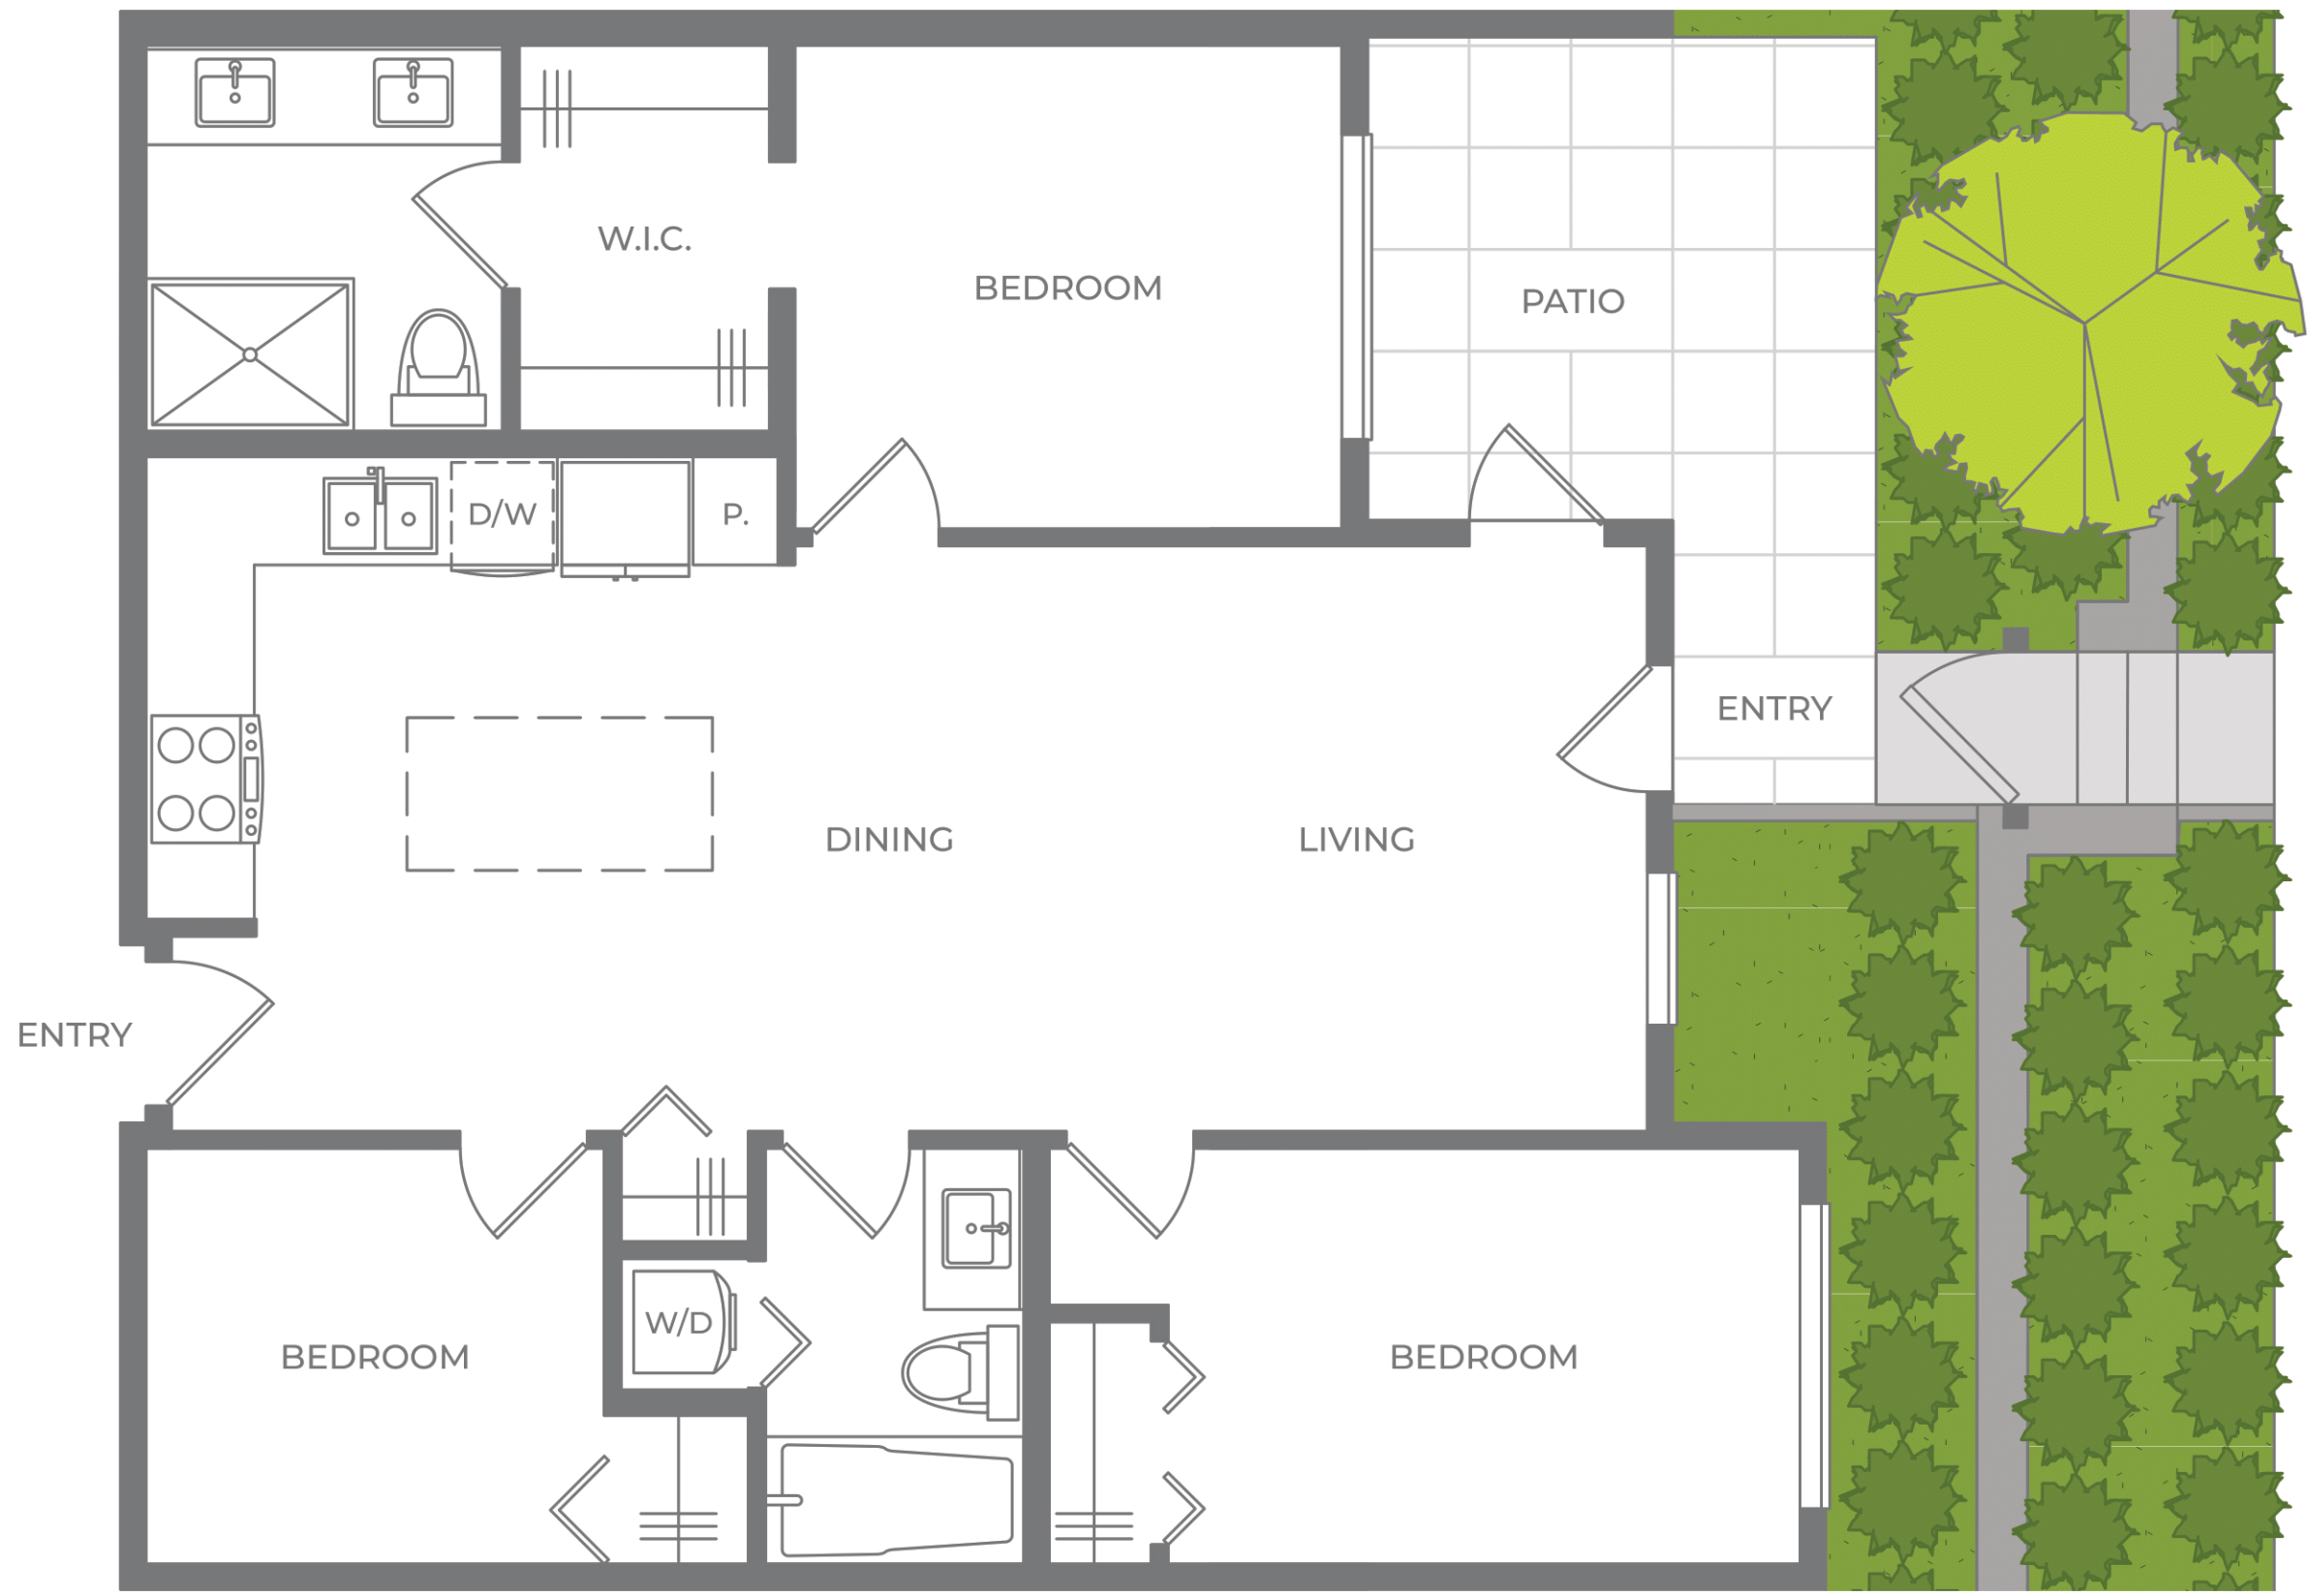 W.I.C.
BEDROOM
PATIO
D/W
P.
ENTRY
DINING
LIVING
ENTRY
W/D
BEDROOM
BEDROOM